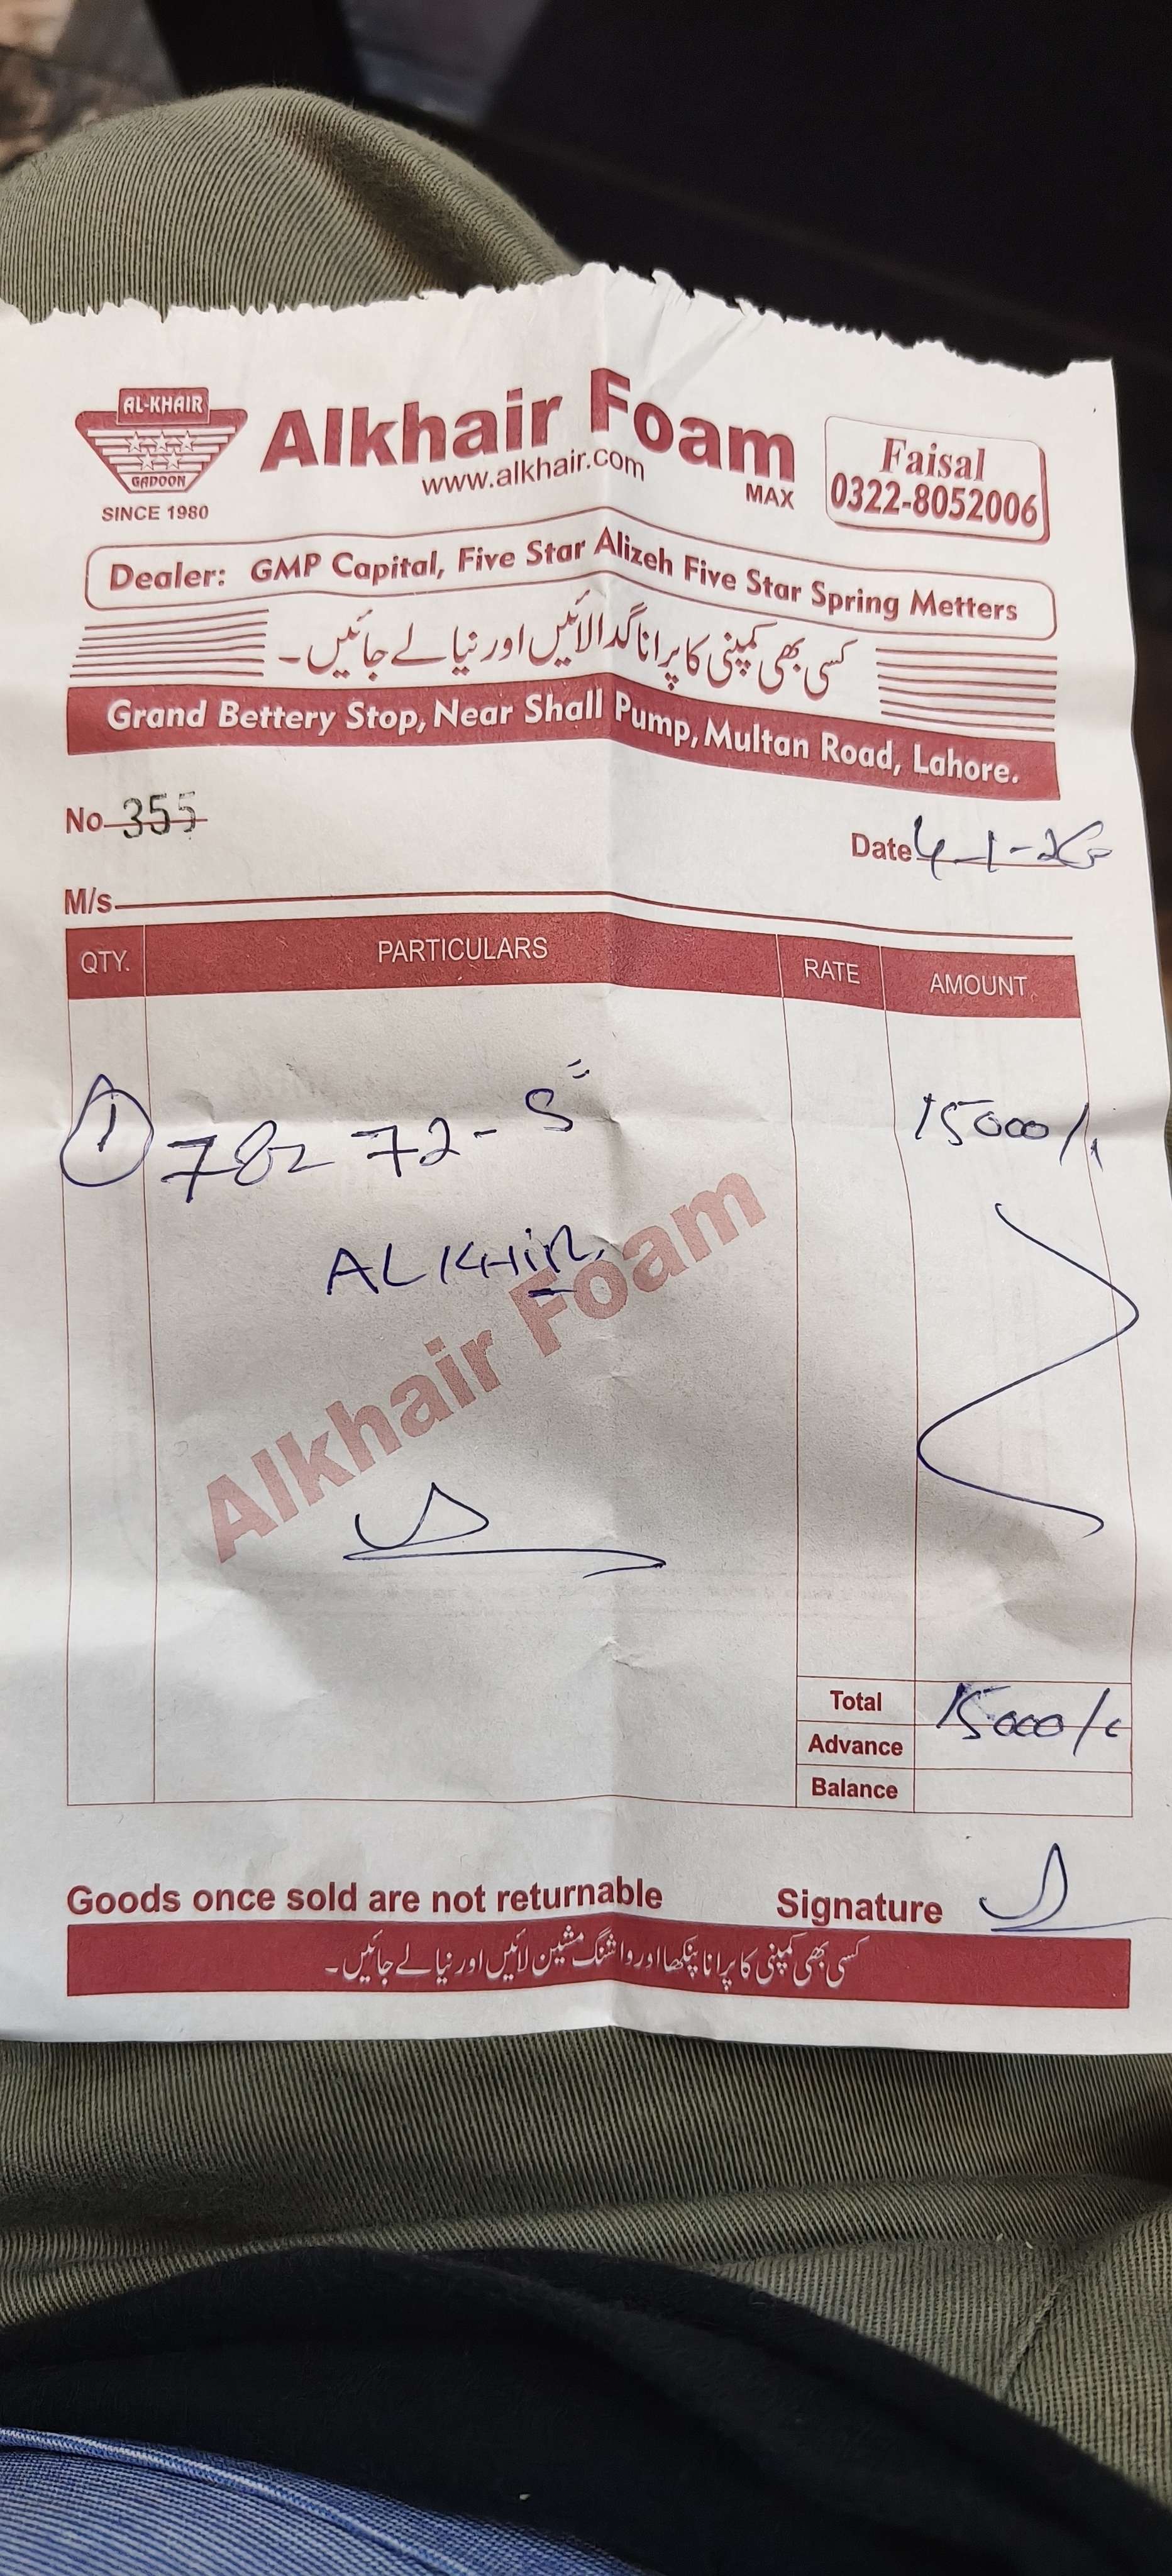 AL-KHAIR
GADOON
SINCE 1980
Alkhair Foam
www.alkhair.com
MAX
Faisal
0322-8052006
Dealer: GMP Capital, Five Star Alizeh Five Star Spring Metters
کسی بھی کمپنی کا پرانا گدا لائیں اور نیا لے جائیں۔
Grand Bettery Stop, Near Shall Pump, Multan Road, Lahore.
No 355
Date 4-1-26
M/s
QTY. PARTICULARS RATE AMOUNT
1 78x72-5" 15000/
ALKHIR
Alkhair Foam
Total 15000/
Advance
Balance
Goods once sold are not returnable Signature
کسی بھی کمپنی کا پرانا پنکھا اور واشنگ مشین لائیں اور نیا لے جائیں۔